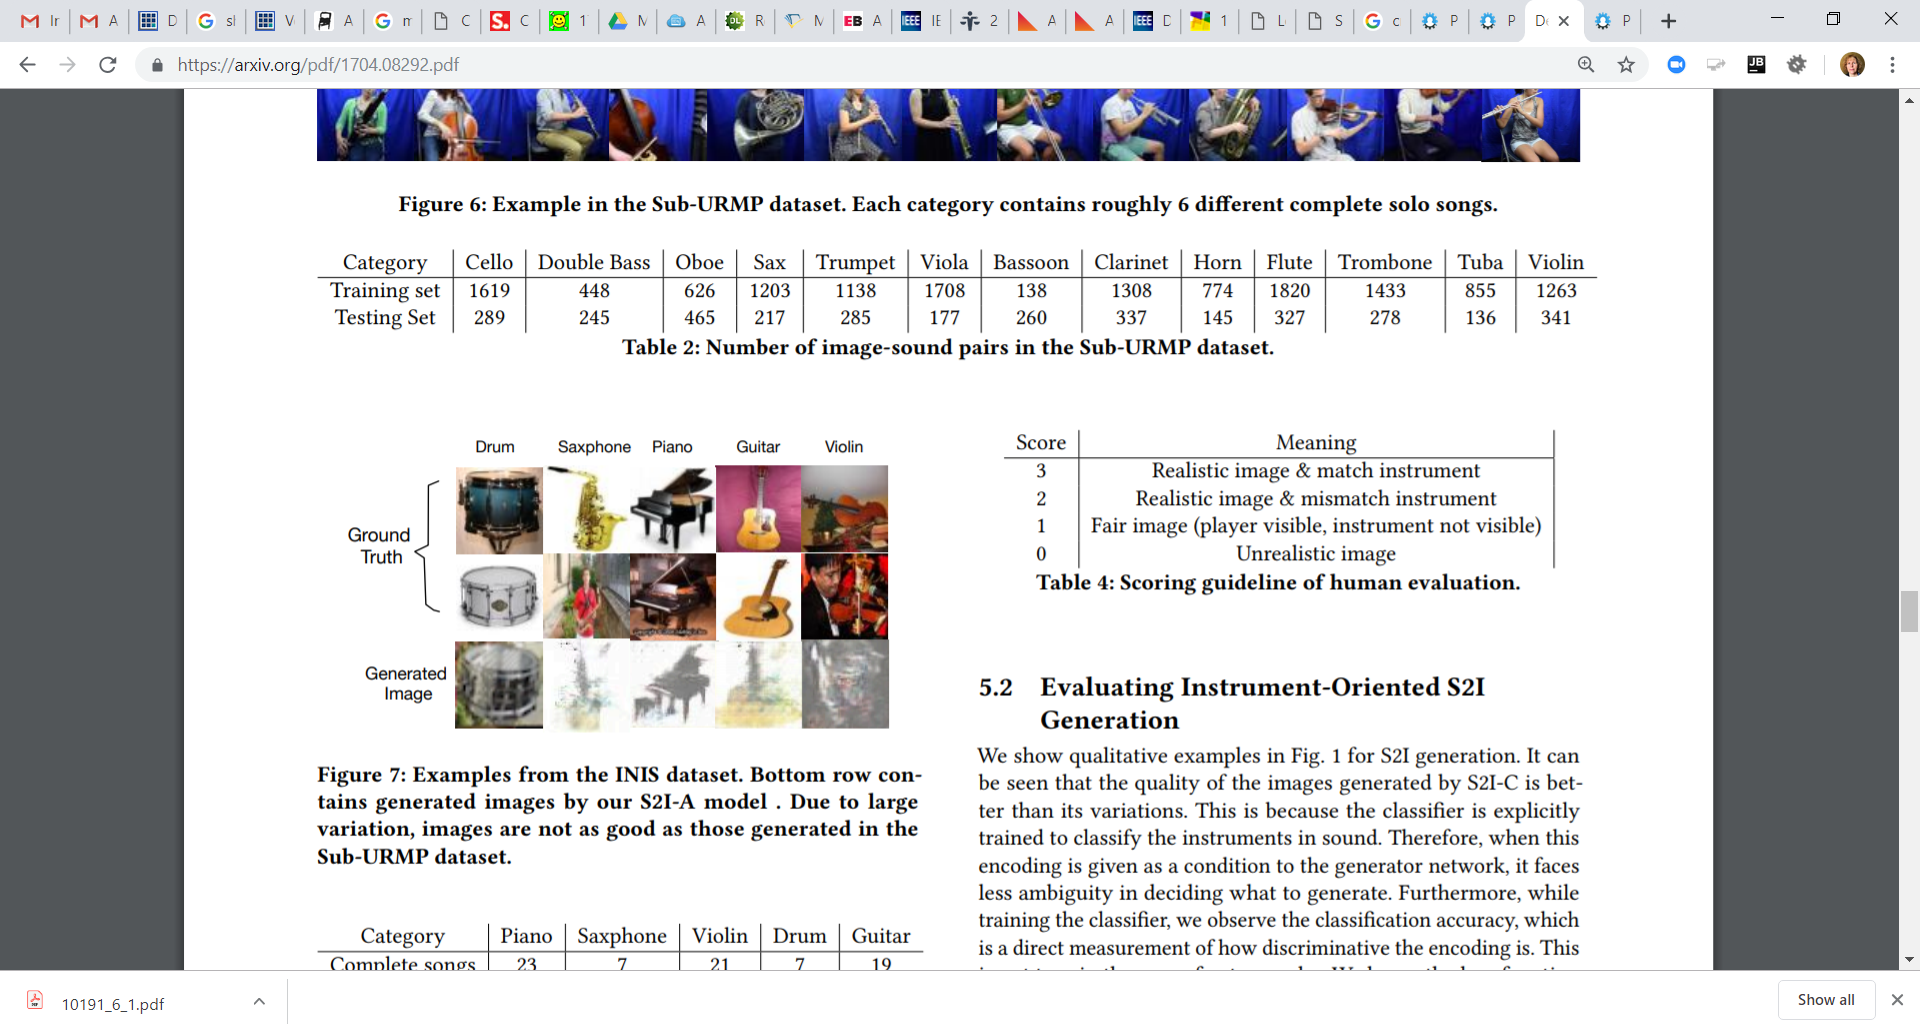 Ir
A
D
sl
V
A
m
C
C
1
M
A
R
M
A
IE
2
A
A
D
1
L
S
c
P
P
De
P
https://arxiv.org/pdf/1704.08292.pdf
Figure 6: Example in the Sub-URMP dataset. Each category contains roughly 6 different complete solo songs.
Category Cello Double Bass Oboe Sax Trumpet Viola Bassoon Clarinet Horn Flute Trombone Tuba Violin
Training set 1619 448 626 1203 1138 1708 138 1308 774 1820 1433 855 1263
Testing Set 289 245 465 217 285 177 260 337 145 327 278 136 341
Table 2: Number of image-sound pairs in the Sub-URMP dataset.
Drum Saxphone Piano Guitar Violin
Ground
Truth
Generated
Image
Figure 7: Examples from the INIS dataset. Bottom row con-
tains generated images by our S2I-A model . Due to large
variation, images are not as good as those generated in the
Sub-URMP dataset.
Category Piano Saxphone Violin Drum Guitar
Complete songs 23 7 21 7 19
Score Meaning
3 Realistic image & match instrument
2 Realistic image & mismatch instrument
1 Fair image (player visible, instrument not visible)
0 Unrealistic image
Table 4: Scoring guideline of human evaluation.
5.2 Evaluating Instrument-Oriented S2I
Generation
We show qualitative examples in Fig. 1 for S2I generation. It can
be seen that the quality of the images generated by S2I-C is bet-
ter than its variations. This is because the classifier is explicitly
trained to classify the instruments in sound. Therefore, when this
encoding is given as a condition to the generator network, it faces
less ambiguity in deciding what to generate. Furthermore, while
training the classifier, we observe the classification accuracy, which
is a direct measurement of how discriminative the encoding is. This
10191_6_1.pdf
Show all